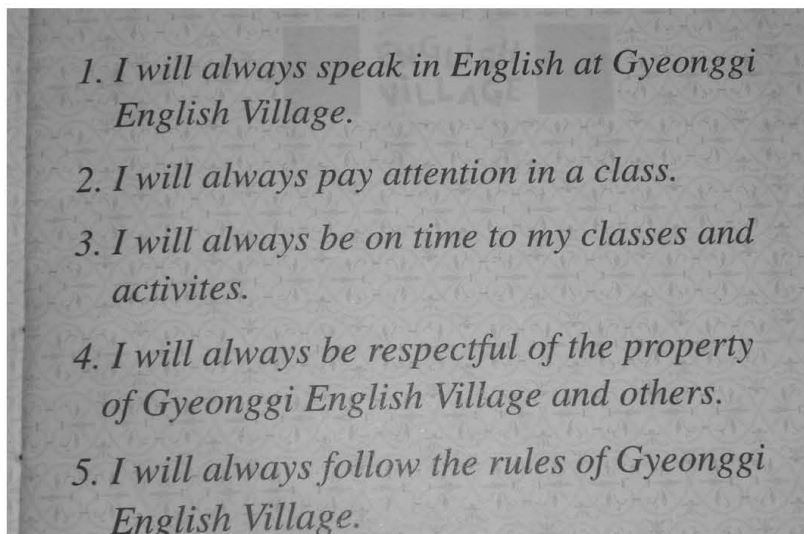 1. I will always speak in English at Gyeonggi
English Village.
2. I will always pay attention in a class.
3. I will always be on time to my classes and
activites.
4. I will always be respectful of the property
of Gyeonggi English Village and others.
5. I will always follow the rules of Gyeonggi
English Village.